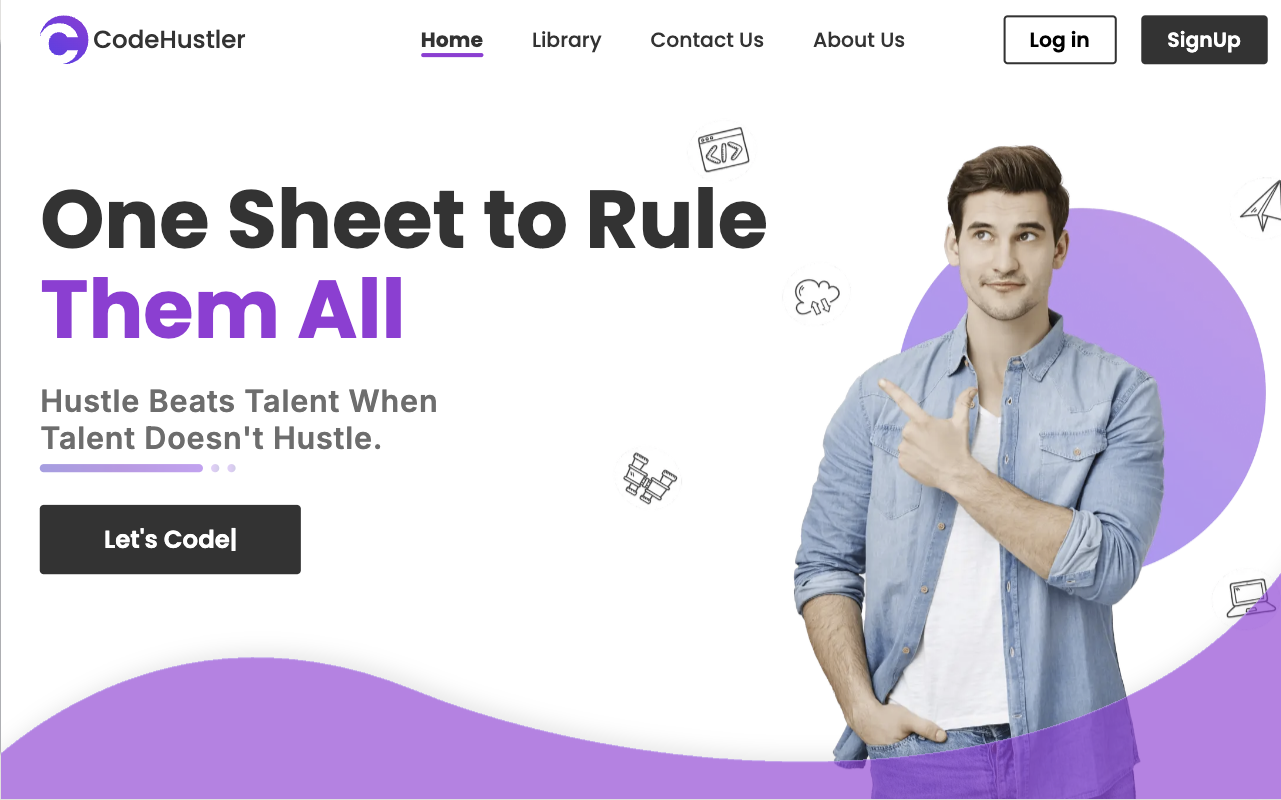 CodeHustler
Home
Library
Contact Us
About Us
Log in
SignUp
</>
One Sheet to Rule
Them All
Hustle Beats Talent When
Talent Doesn't Hustle.
Let's Code|